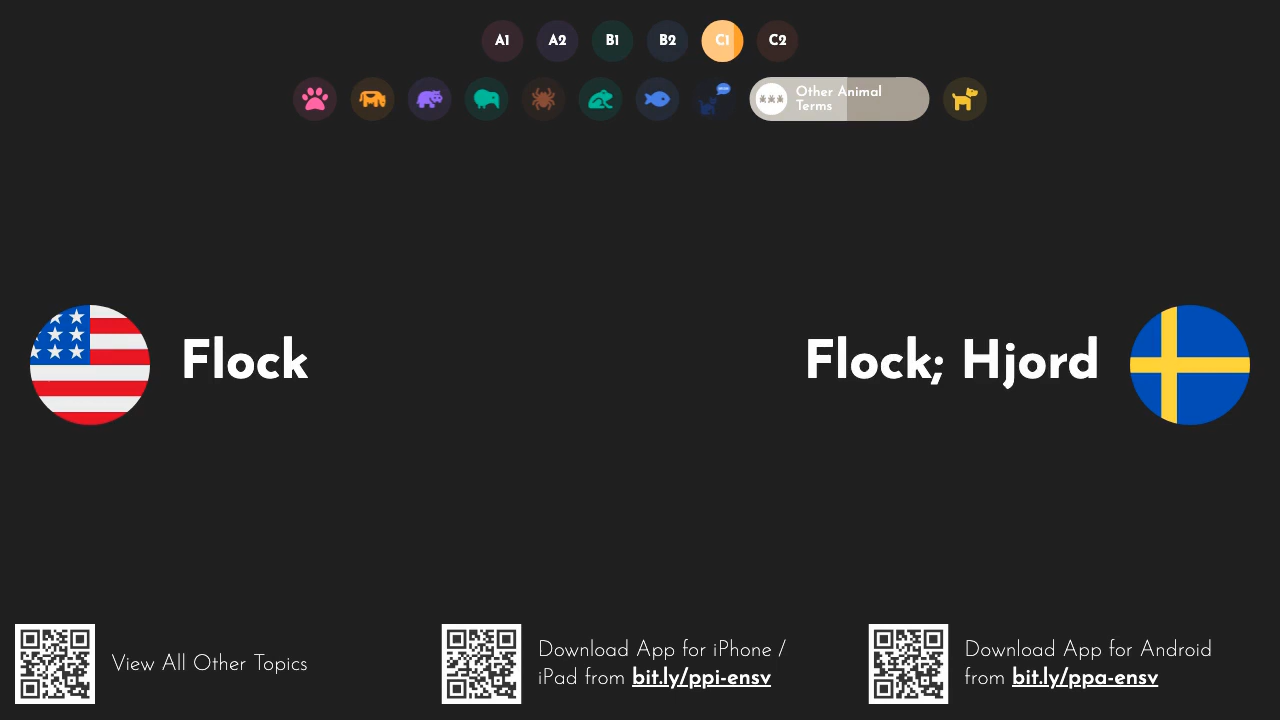 A1 A2 B1 B2 C1 C2
Other Animal
Terms
Flock
Flock; Hjord
View All Other Topics
Download App for iPhone /
iPad from bit.ly/ppi-ensv
Download App for Android
from bit.ly/ppa-ensv